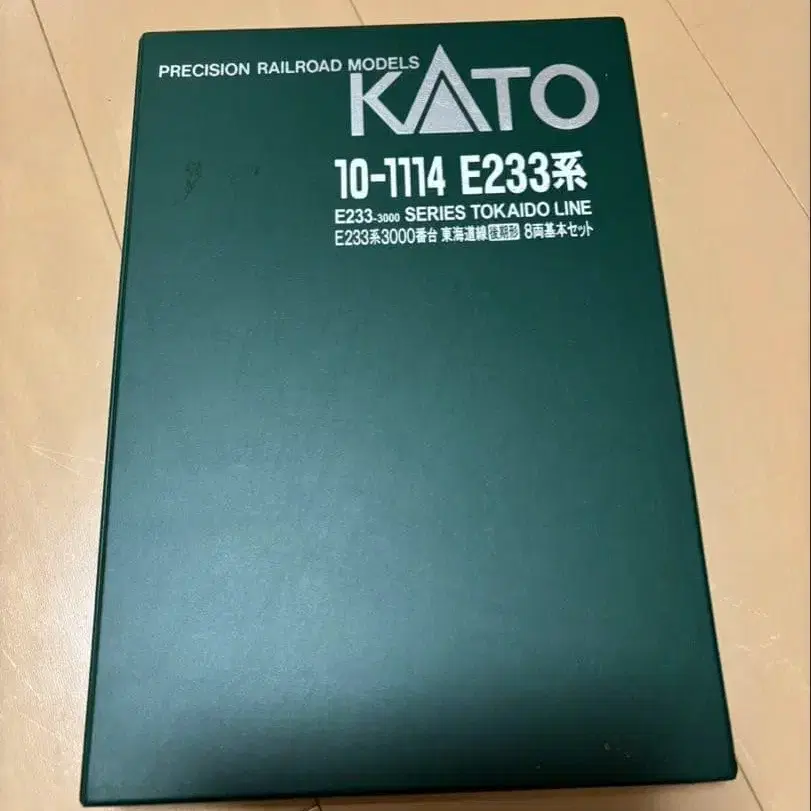 PRECISION RAILROAD MODELS
KATO
10-1114 E233系
E233-3000 SERIES TOKAIDO LINE
E233系3000番台 東海道線 後期形 8両基本セット